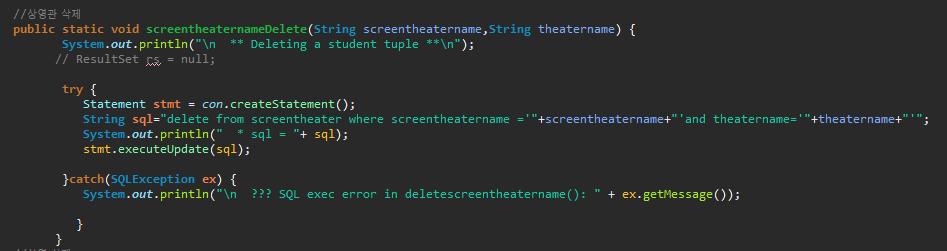 //상영관 삭제
public static void screentheaternameDelete(String screentheatername,String theatername) {
System.out.println("\n  ** Deleting a student tuple **\n");
// ResultSet rs = null;
try {
Statement stmt = con.createStatement();
String sql="delete from screentheater where screentheatername ='"+screentheatername+"'and theatername='"+theatername+"'";
System.out.println("  * sql = "+ sql);
stmt.executeUpdate(sql);
}catch(SQLException ex) {
System.out.println("\n  ??? SQL exec error in deletescreentheatername(): " + ex.getMessage());
}
}